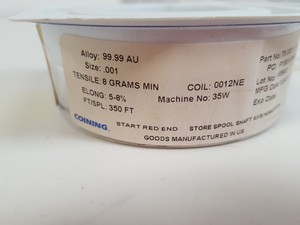 Alloy: 99.99 AU
Size: .001
TENSILE: 8 GRAMS MIN
COIL: 0012NE
ELONG: 5-8%
Machine No: 35W
FT/SPL: 350 FT
Part No:
PO:
Lot No:
MFG Date:
Exp Date
COINING.
START RED END
STORE SPOOL SHAFT
GOODS MANUFACTURED IN US